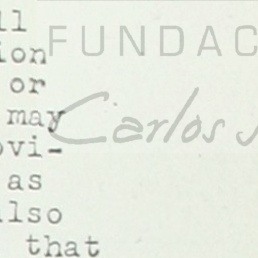 ll
ion
or
may
ovi-
as
also
that
FUNDAC
Carlos